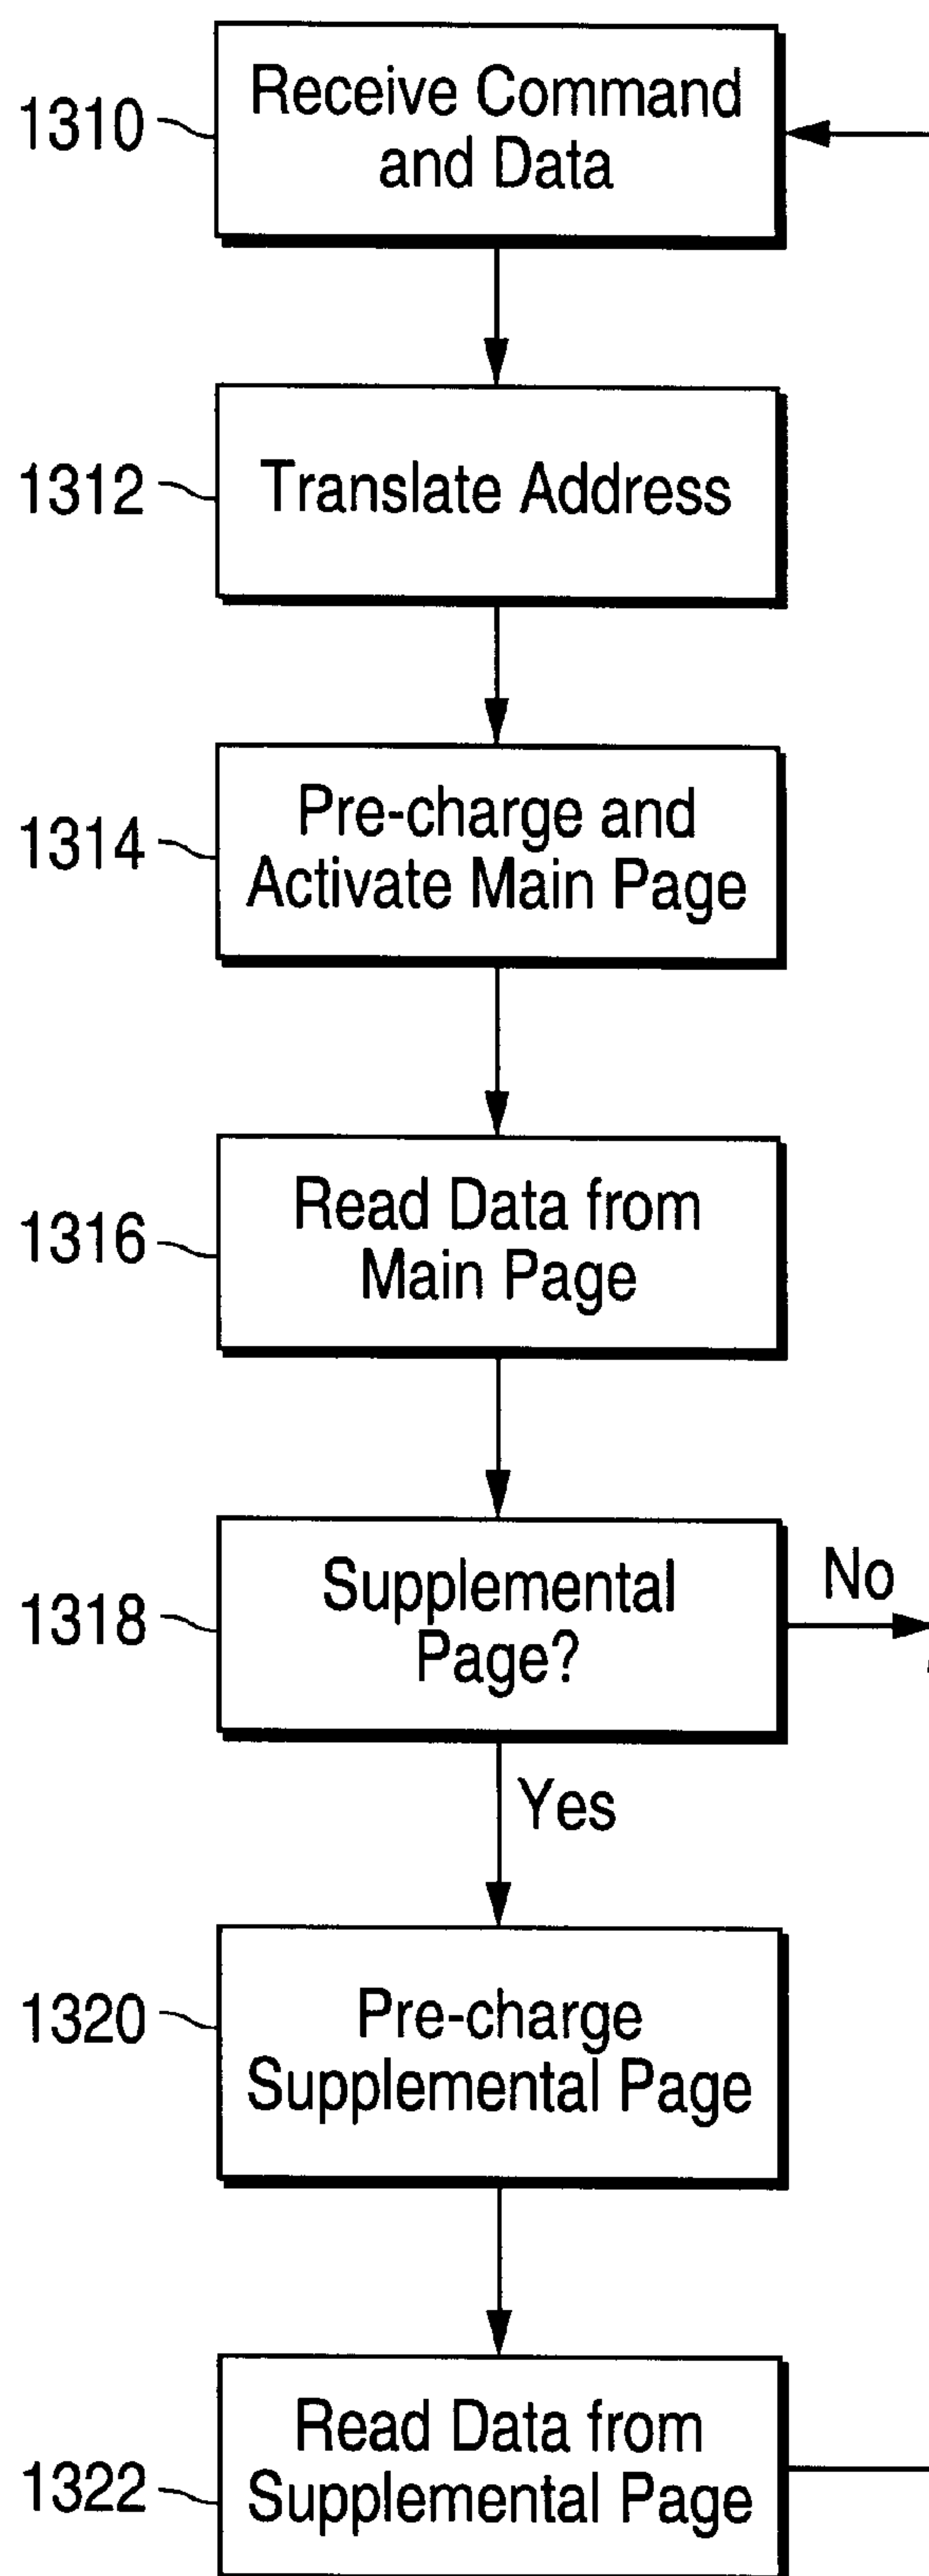 1310
Receive Command
and Data
1312
Translate Address
1314
Pre-charge and
Activate Main Page
1316
Read Data from
Main Page
1318
Supplemental
Page?
No
Yes
1320
Pre-charge
Supplemental Page
1322
Read Data from
Supplemental Page